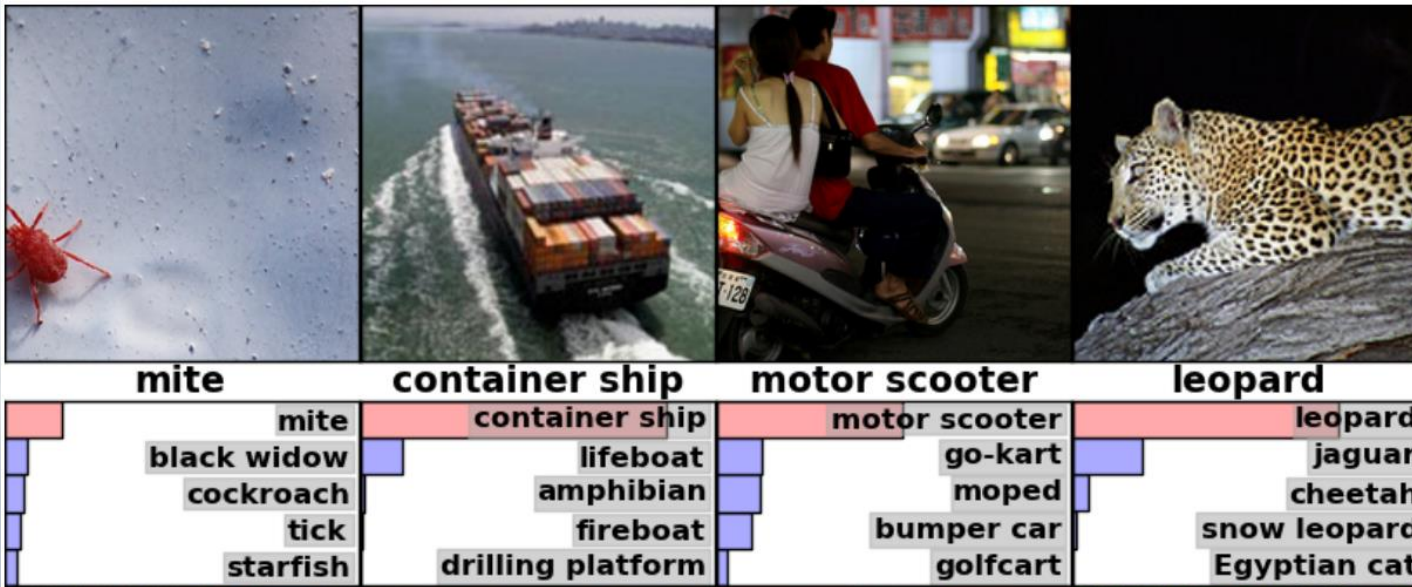 T-128
mite
container ship
motor scooter
leopard
mite
black widow
cockroach
tick
starfish
container ship
lifeboat
amphibian
fireboat
drilling platform
motor scooter
go-kart
moped
bumper car
golfcart
leopard
jaguar
cheetah
snow leopard
Egyptian cat